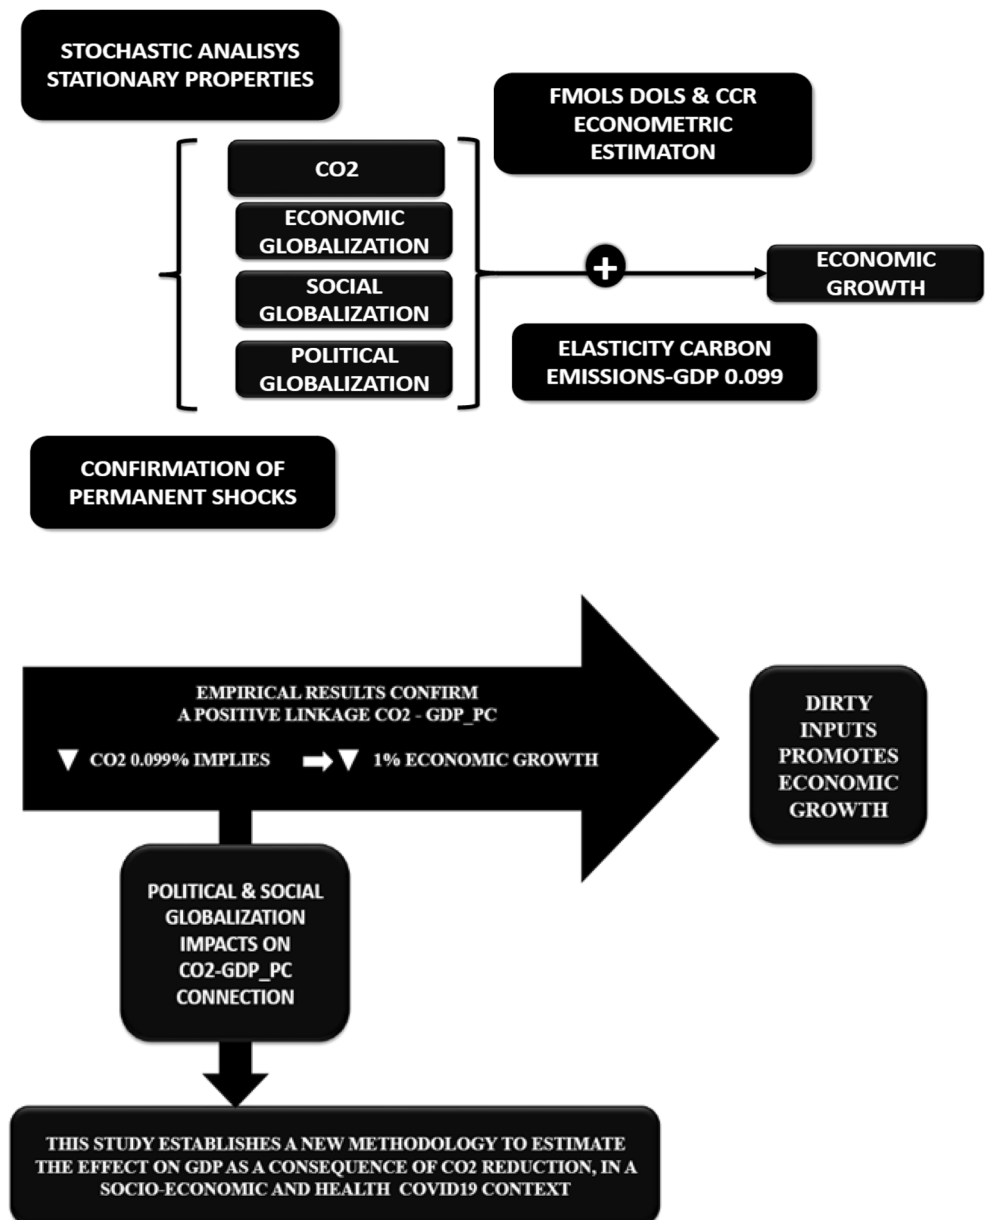 STOCHASTIC ANALISYS
STATIONARY PROPERTIES
FMOLS DOLS & CCR
ECONOMETRIC
ESTIMATON
CO2
ECONOMIC
GLOBALIZATION
SOCIAL
GLOBALIZATION
POLITICAL
GLOBALIZATION
+
ECONOMIC
GROWTH
ELASTICITY CARBON
EMISSIONS-GDP 0.099
CONFIRMATION OF
PERMANENT SHOCKS
EMPIRICAL RESULTS CONFIRM
A POSITIVE LINKAGE CO2 - GDP_PC
CO2 0.099% IMPLIES 1% ECONOMIC GROWTH
DIRTY
INPUTS
PROMOTES
ECONOMIC
GROWTH
POLITICAL & SOCIAL
GLOBALIZATION
IMPACTS ON
CO2-GDP_PC
CONNECTION
THIS STUDY ESTABLISHES A NEW METHODOLOGY TO ESTIMATE
THE EFFECT ON GDP AS A CONSEQUENCE OF CO2 REDUCTION, IN A
SOCIO-ECONOMIC AND HEALTH COVID19 CONTEXT